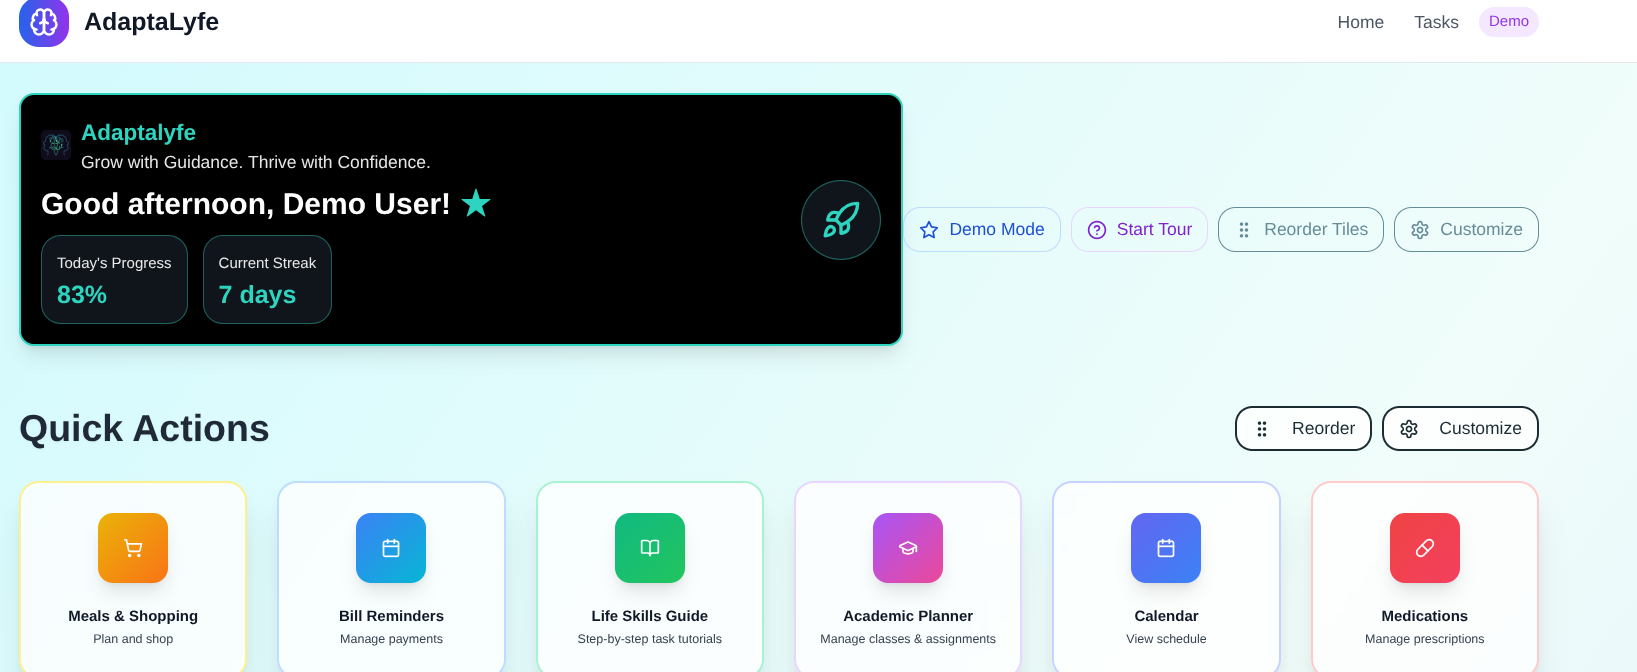 AdaptaLyfe
Home
Tasks
Demo
Adaptalyfe
Grow with Guidance. Thrive with Confidence.
Good afternoon, Demo User!
Today's Progress
83%
Current Streak
7 days
Demo Mode
Start Tour
Reorder Tiles
Customize
Quick Actions
Reorder
Customize
Meals & Shopping
Plan and shop
Bill Reminders
Manage payments
Life Skills Guide
Step-by-step task tutorials
Academic Planner
Manage classes & assignments
Calendar
View schedule
Medications
Manage prescriptions